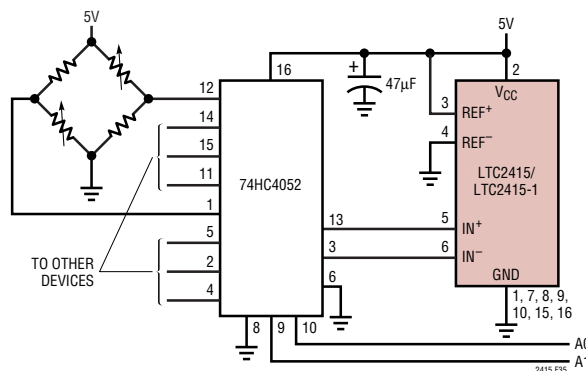 5V
5V
16
2
12
+
47µF
VCC
3
REF+
14
4
REF−
15
74HC4052
LTC2415/
LTC2415-1
11
1
13
5
IN+
5
3
6
IN−
TO OTHER
DEVICES
2
6
GND
4
1, 7, 8, 9,
10, 15, 16
8
9
10
A0
A1
2415 F35